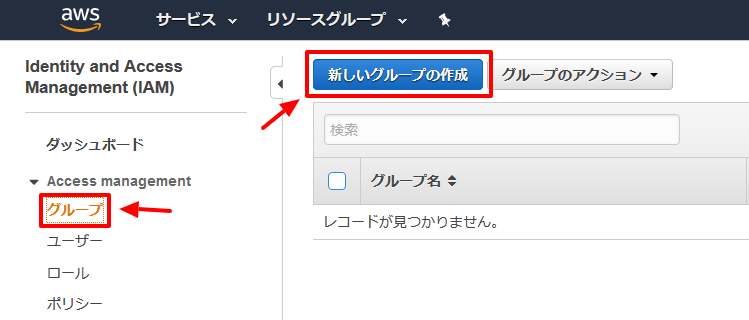 aws
サービス
リソースグループ
Identity and Access
Management (IAM)
ダッシュボード
Access management
グループ
ユーザー
ロール
ポリシー
新しいグループの作成
グループのアクション
検索
グループ名
レコードが見つかりません。